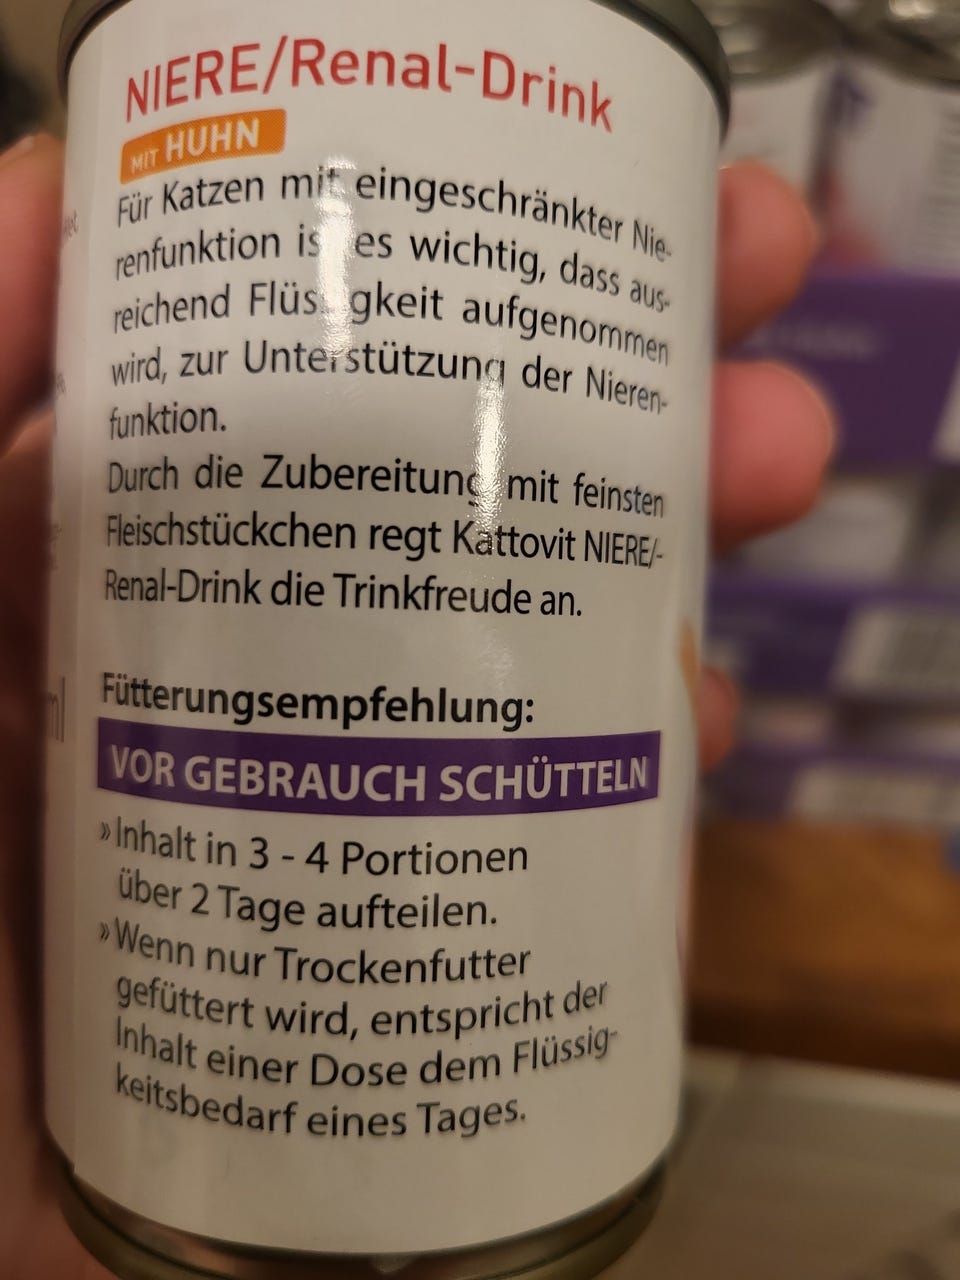 NIERE/Renal-Drink
MIT HUHN
Für Katzen mit eingeschränkter Nie-
renfunktion ist es wichtig, dass aus-
reichend Flüssigkeit aufgenommen
wird, zur Unterstützung der Nieren-
funktion.
Durch die Zubereitung mit feinsten
Fleischstückchen regt Kattovit NIERE/-
Renal-Drink die Trinkfreude an.
Fütterungsempfehlung:
VOR GEBRAUCH SCHÜTTELN
» Inhalt in 3 - 4 Portionen
über 2 Tage aufteilen.
» Wenn nur Trockenfutter
gefüttert wird, entspricht der
Inhalt einer Dose dem Flüssig-
keitsbedarf eines Tages.
ml